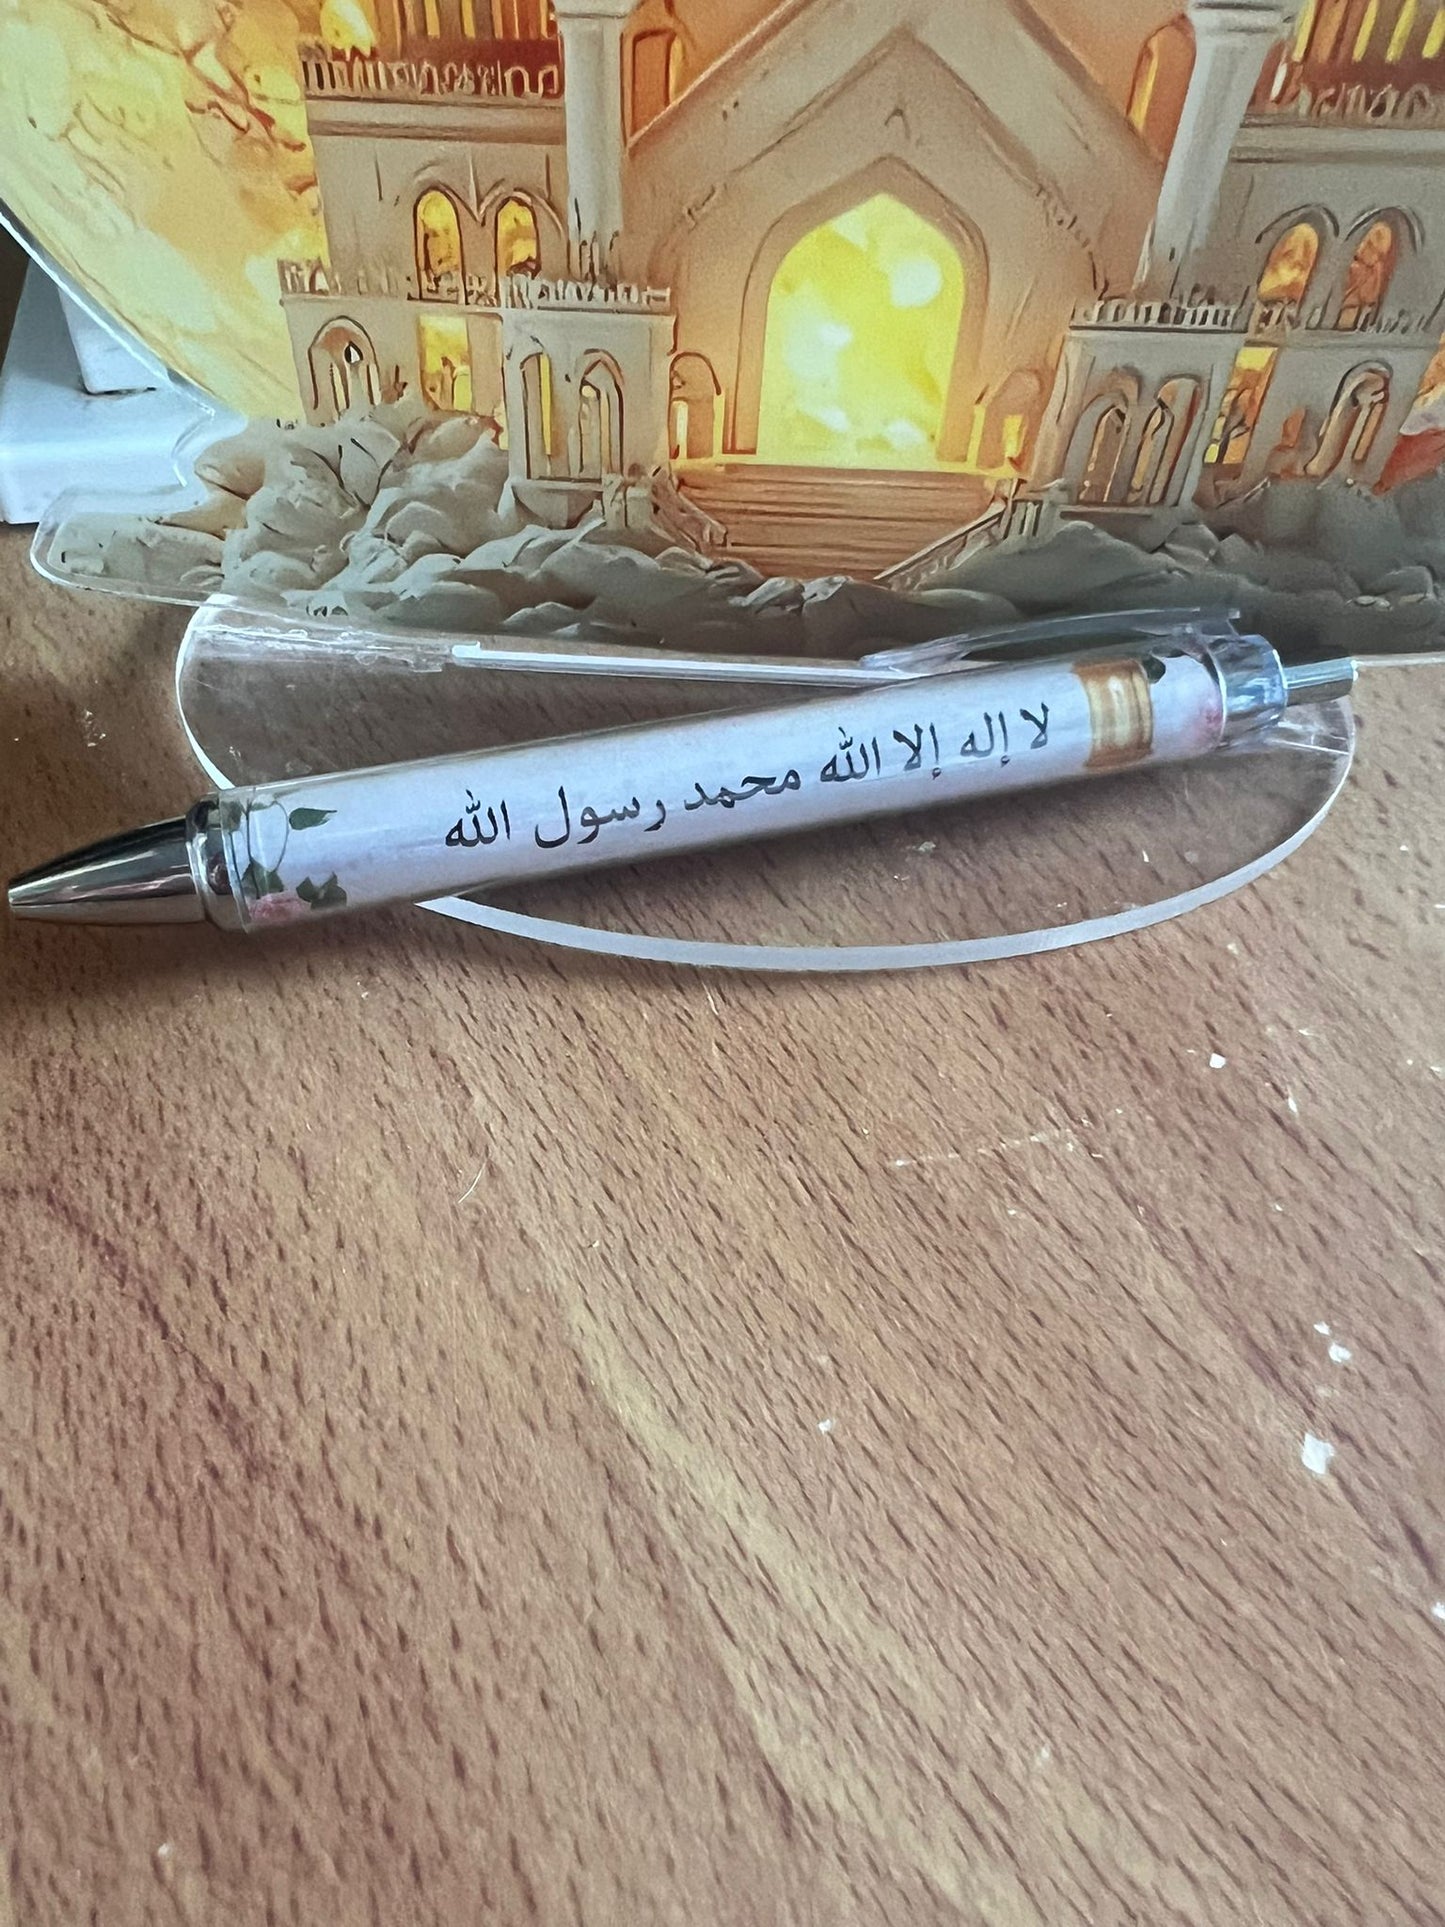 لا إله إلا الله محمد رسول الله